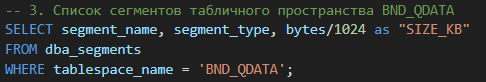 -- 3. Список сегментов табличного пространства BND_QDATA
SELECT segment_name, segment_type, bytes/1024 as "SIZE_KB"
FROM dba_segments
WHERE tablespace_name = 'BND_QDATA';